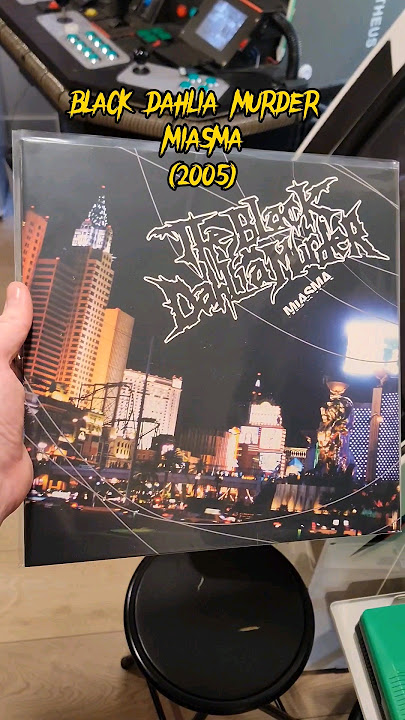 BLACK DAHLIA MURDER
MIASMA
(2005)
The Black
Dahlia Murder
MIASMA